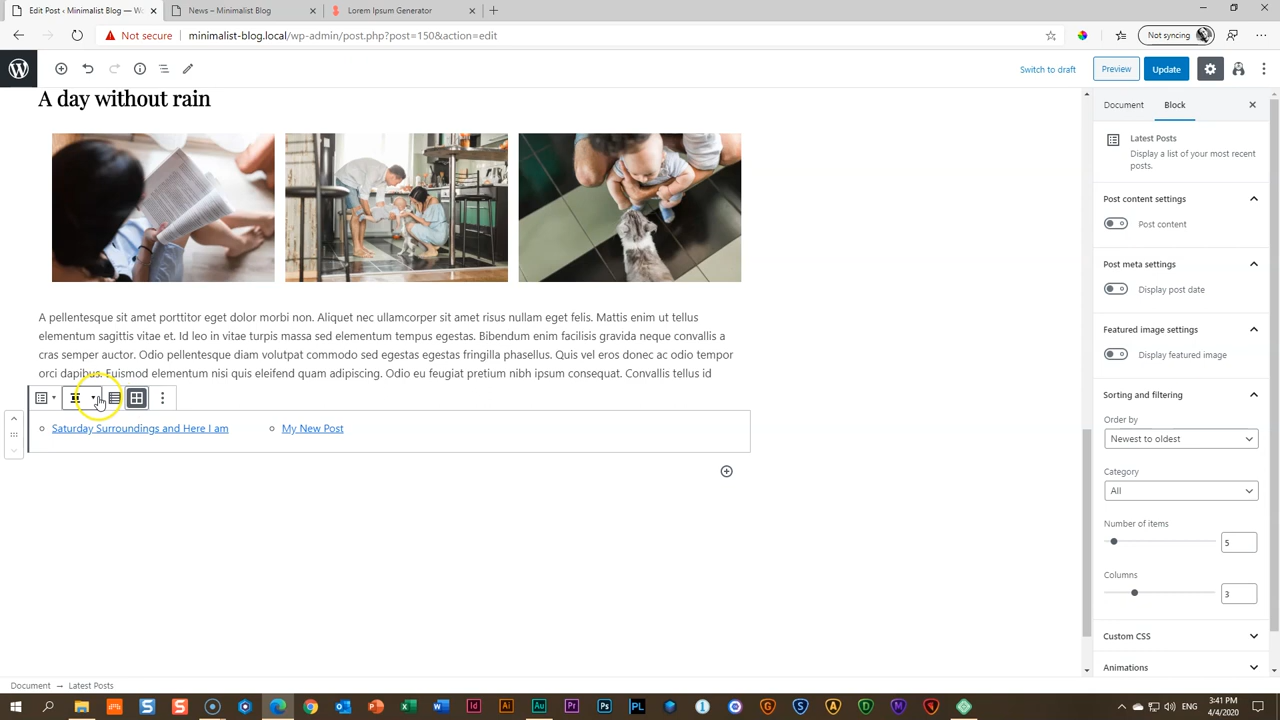 Edit Post ‹ Minimalist Blog — Wo
News – Minimalist Blog
Lorem Ipsum Generator
Not secure
minimalist-blog.local/wp-admin/post.php?post=150&action=edit
Not syncing
Switch to draft
Preview
Update
A day without rain
A pellentesque sit amet porttitor eget dolor morbi non. Aliquet nec ullamcorper sit amet risus nullam eget felis. Mattis enim ut tellus
elementum sagittis vitae et. Id leo in vitae turpis massa sed elementum tempus egestas. Bibendum enim facilisis gravida neque convallis a
cras semper auctor. Odio pellentesque diam volutpat commodo sed egestas egestas fringilla phasellus. Quis vel eros donec ac odio tempor
orci dapibus. Euismod elementum nisi quis eleifend quam adipiscing. Odio eu feugiat pretium nibh ipsum consequat. Convallis tellus id
Saturday Surroundings and Here I am
My New Post
Document
Block
Latest Posts
Display a list of your most recent
posts.
Post content settings
Post content
Post meta settings
Display post date
Featured image settings
Display featured image
Sorting and filtering
Order by
Newest to oldest
Category
All
Number of items
5
Columns
3
Custom CSS
Animations
Document → Latest Posts
3:41 PM
4/4/2020